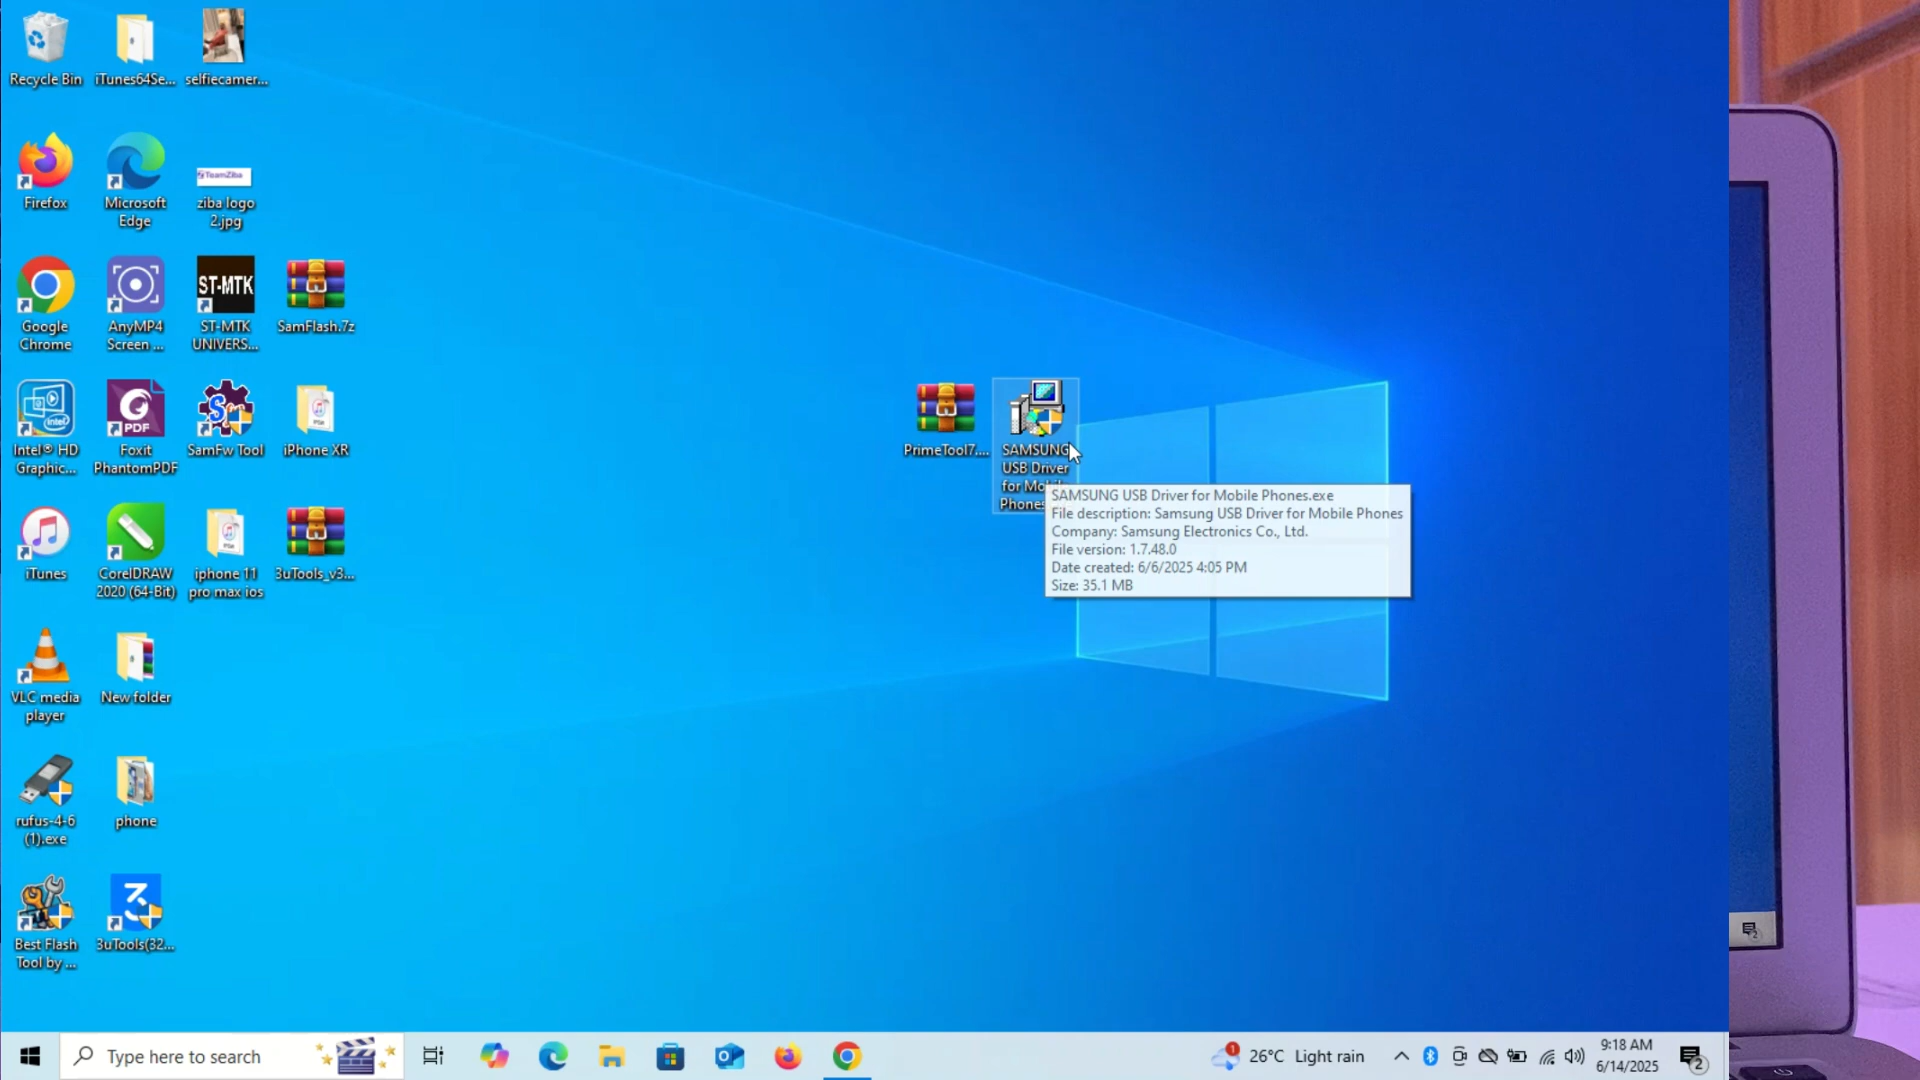 Recycle Bin
iTunes64Se...
selfiecamer...
Firefox
Microsoft
Edge
TeamZiba
ziba logo
2.jpg
Google
Chrome
AnyMP4
Screen ...
ST-MTK
ST-MTK
UNIVERS...
SamFlash.7z
intel
Intel® HD
Graphic...
PDF
Foxit
PhantomPDF
SamFw Tool
iPhone XR
PrimeTool7....
SAMSUNG
USB Driver
for Mobile
Phones
SAMSUNG USB Driver for Mobile Phones.exe
File description: Samsung USB Driver for Mobile Phones
Company: Samsung Electronics Co., Ltd.
File version: 1.7.48.0
Date created: 6/6/2025 4:05 PM
Size: 35.1 MB
iTunes
CorelDRAW
2020 (64-Bit)
iphone 11
pro max ios
3uTools_v3...
VLC media
player
New folder
rufus-4-6
(1).exe
phone
Best Flash
Tool by ...
3uTools(32...
Type here to search
1
26°C Light rain
9:18 AM
6/14/2025
2